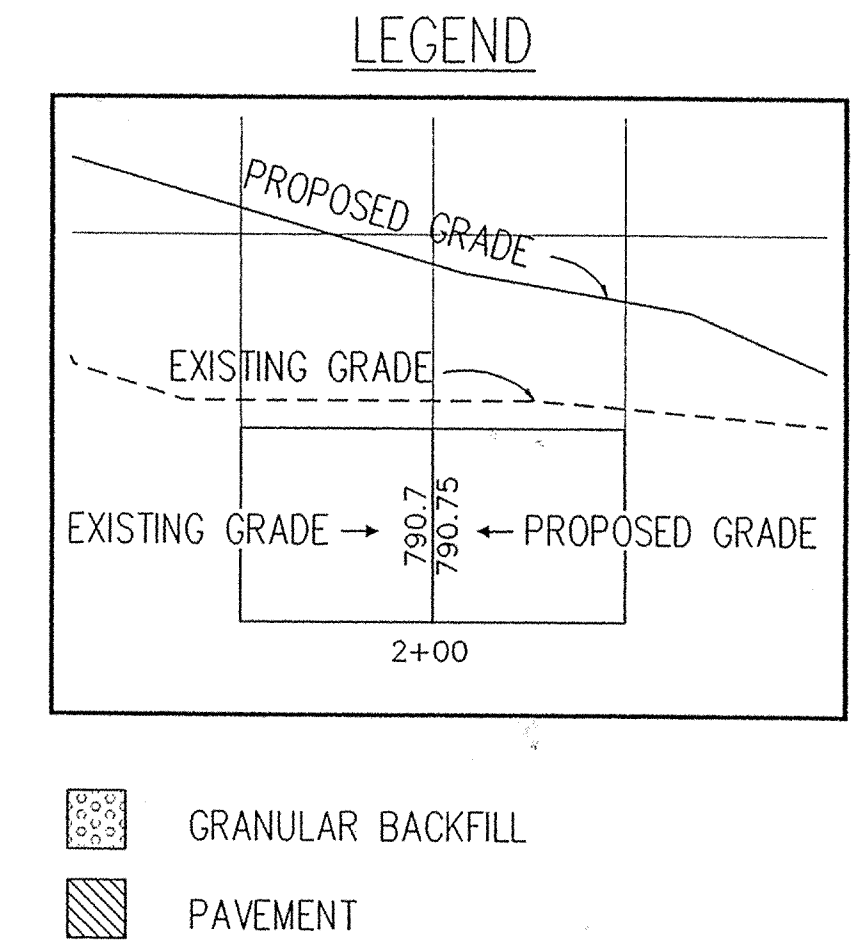 LEGEND
PROPOSED GRADE
EXISTING GRADE
EXISTING GRADE
790.7
790.75
PROPOSED GRADE
2+00
GRANULAR BACKFILL
PAVEMENT